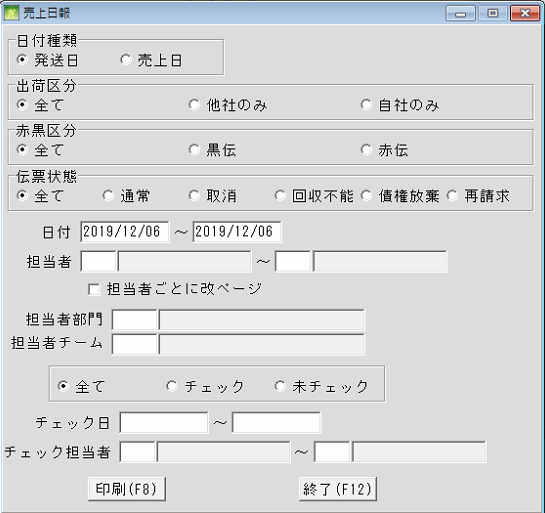 売上日報
日付種類
発送日 売上日
出荷区分
全て 他社のみ 自社のみ
赤黒区分
全て 黒伝 赤伝
伝票状態
全て 通常 取消 回収不能 債権放棄 再請求
日付 2019/12/06 ～ 2019/12/06
担当者 ～
担当者ごとに改ページ
担当者部門
担当者チーム
全て チェック 未チェック
チェック日 ～
チェック担当者 ～
印刷(F8) 終了(F12)